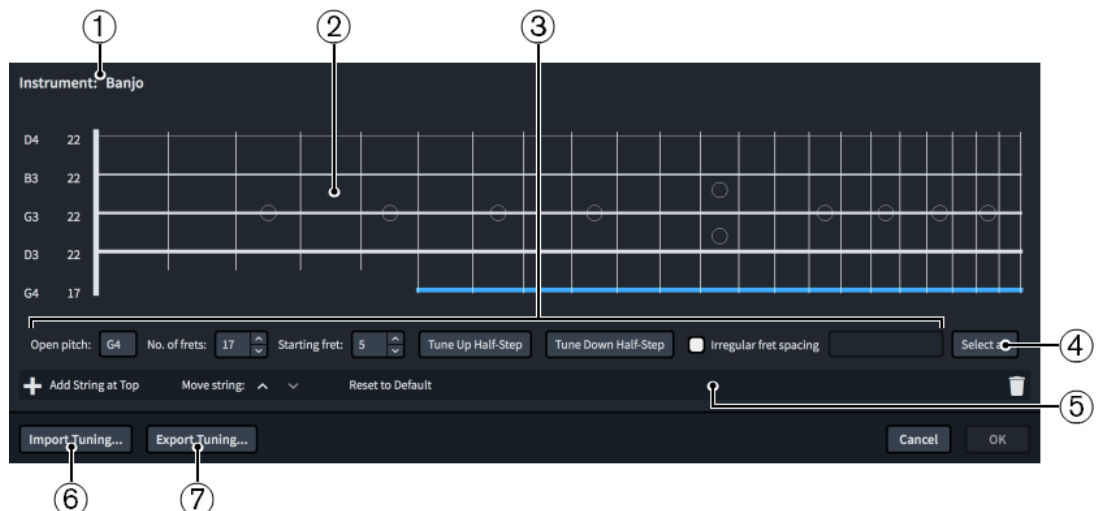 ① ② ③
Instrument: Banjo
D4 22
B3 22
G3 22
D3 22
G4 17
Open pitch: G4 No. of frets: 17 Starting fret: 5 Tune Up Half-Step Tune Down Half-Step Irregular fret spacing Select a ④
Add String at Top Move string: Reset to Default
⑤
Import Tuning... Export Tuning... Cancel OK
⑥ ⑦